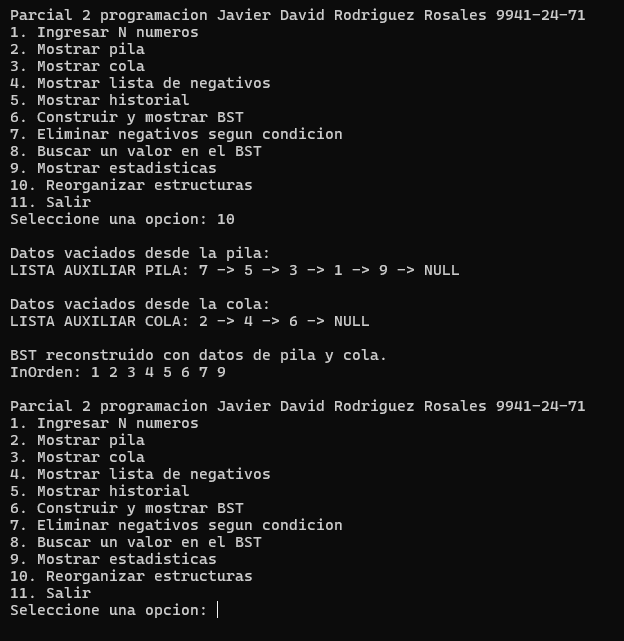 Parcial 2 programacion Javier David Rodriguez Rosales 9941-24-71
1. Ingresar N numeros
2. Mostrar pila
3. Mostrar cola
4. Mostrar lista de negativos
5. Mostrar historial
6. Construir y mostrar BST
7. Eliminar negativos segun condicion
8. Buscar un valor en el BST
9. Mostrar estadisticas
10. Reorganizar estructuras
11. Salir
Seleccione una opcion: 10
Datos vaciados desde la pila:
LISTA AUXILIAR PILA: 7 -> 5 -> 3 -> 1 -> 9 -> NULL
Datos vaciados desde la cola:
LISTA AUXILIAR COLA: 2 -> 4 -> 6 -> NULL
BST reconstruido con datos de pila y cola.
InOrden: 1 2 3 4 5 6 7 9
Parcial 2 programacion Javier David Rodriguez Rosales 9941-24-71
1. Ingresar N numeros
2. Mostrar pila
3. Mostrar cola
4. Mostrar lista de negativos
5. Mostrar historial
6. Construir y mostrar BST
7. Eliminar negativos segun condicion
8. Buscar un valor en el BST
9. Mostrar estadisticas
10. Reorganizar estructuras
11. Salir
Seleccione una opcion: